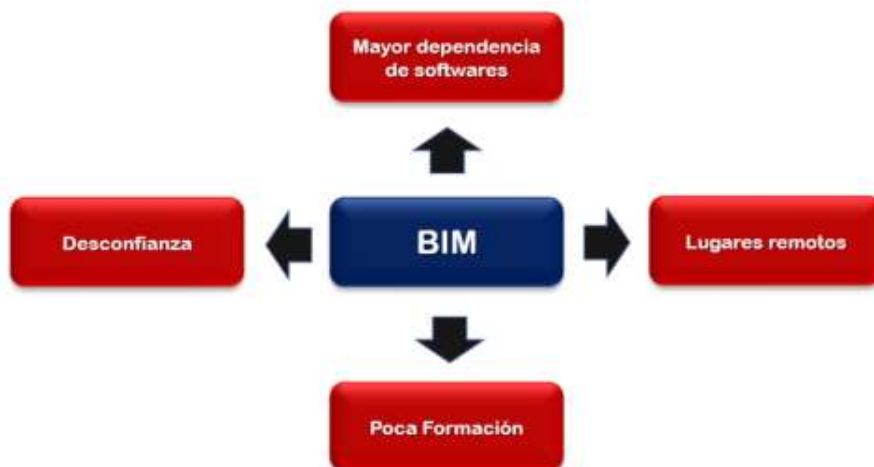 Mayor dependencia
de softwares
Desconfianza
BIM
Lugares remotos
Poca Formación